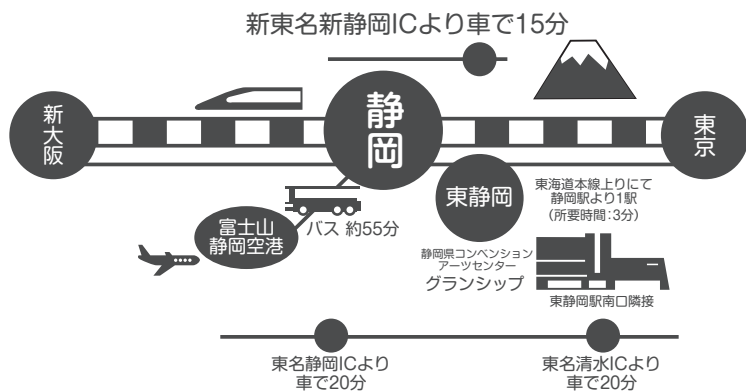 新東名新静岡ICより車で15分
新大阪
静岡
東京
東静岡
東海道本線上りにて
静岡駅より1駅
（所要時間：3分）
富士山
静岡空港
バス 約55分
静岡県コンベンション
アーツセンター
グランシップ
東静岡駅南口隣接
東名静岡ICより
車で20分
東名清水ICより
車で20分